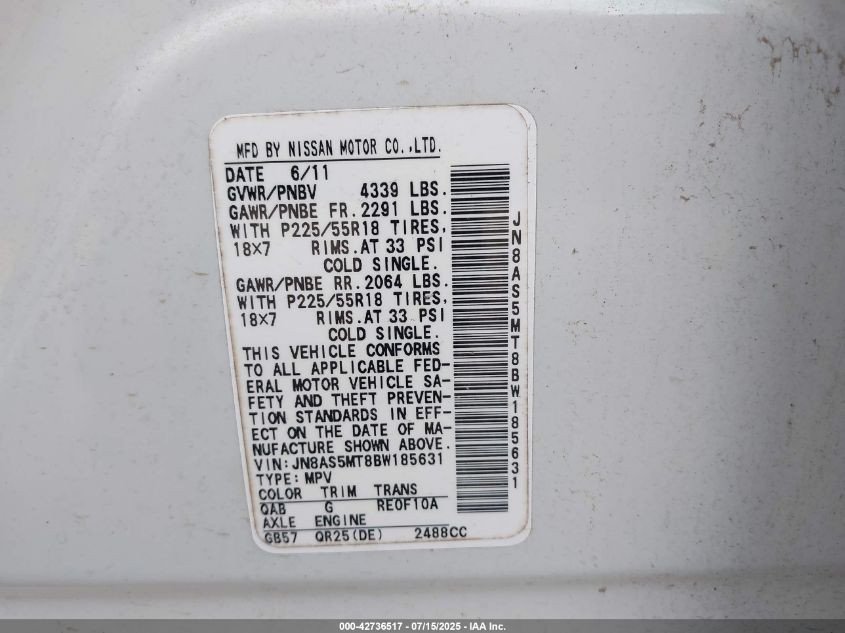 MFD BY NISSAN MOTOR CO.,LTD.
DATE 6/11
GVWR/PNBV 4339 LBS.
GAWR/PNBE FR.2291 LBS.
WITH P225/55R18 TIRES,
18X7 RIMS.AT 33 PSI
COLD SINGLE.
GAWR/PNBE RR.2064 LBS.
WITH P225/55R18 TIRES,
18X7 RIMS.AT 33 PSI
COLD SINGLE.
THIS VEHICLE CONFORMS
TO ALL APPLICABLE FED-
ERAL MOTOR VEHICLE SA-
FETY AND THEFT PREVEN-
TION STANDARDS IN EFF-
ECT ON THE DATE OF MA-
NUFACTURE SHOWN ABOVE.
VIN:JN8AS5MT8BW185631
TYPE:MPV
COLOR TRIM TRANS
QAB G RE0F10A
AXLE ENGINE
GB57 QR25(DE) 2488CC
JN8AS5MT8BW185631
000-42736517 - 07/15/2025 - IAA Inc.